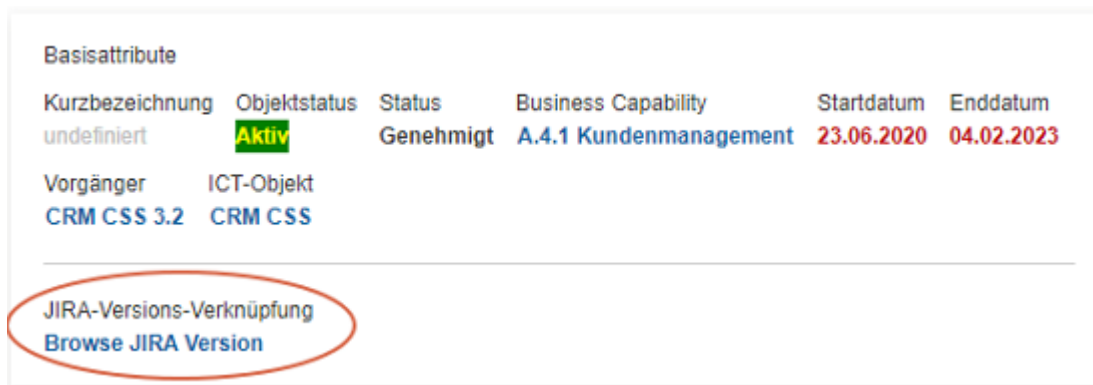 Basisattribute
Kurzbezeichnung Objektstatus Status Business Capability Startdatum Enddatum
undefiniert Aktiv Genehmigt A.4.1 Kundenmanagement 23.06.2020 04.02.2023
Vorgänger ICT-Objekt
CRM CSS 3.2 CRM CSS
JIRA-Versions-Verknüpfung
Browse JIRA Version